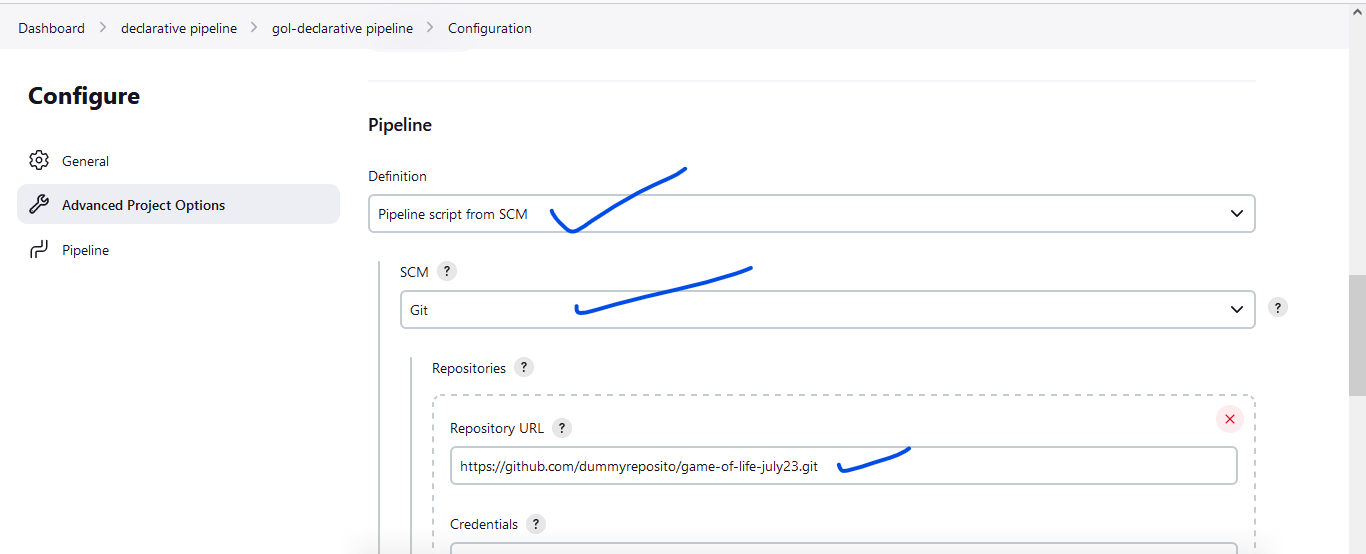 Dashboard > declarative pipeline > gol-declarative pipeline > Configuration
Configure
General
Advanced Project Options
Pipeline
Pipeline
Definition
Pipeline script from SCM
SCM ?
Git
?
Repositories ?
Repository URL ?
https://github.com/dummyreposito/game-of-life-july23.git
Credentials ?